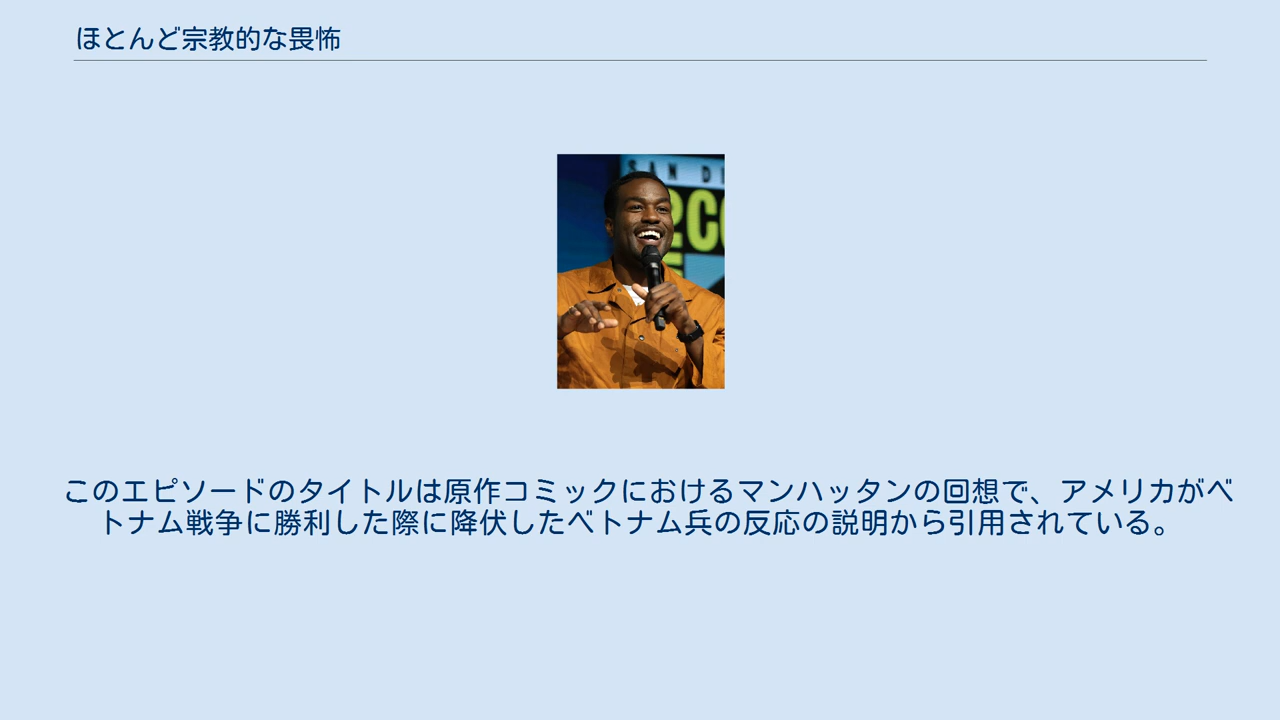 ほとんど宗教的な畏怖
SAN DI
2CO
このエピソードのタイトルは原作コミックにおけるマンハッタンの回想で、アメリカがベ
トナム戦争に勝利した際に降伏したベトナム兵の反応の説明から引用されている。